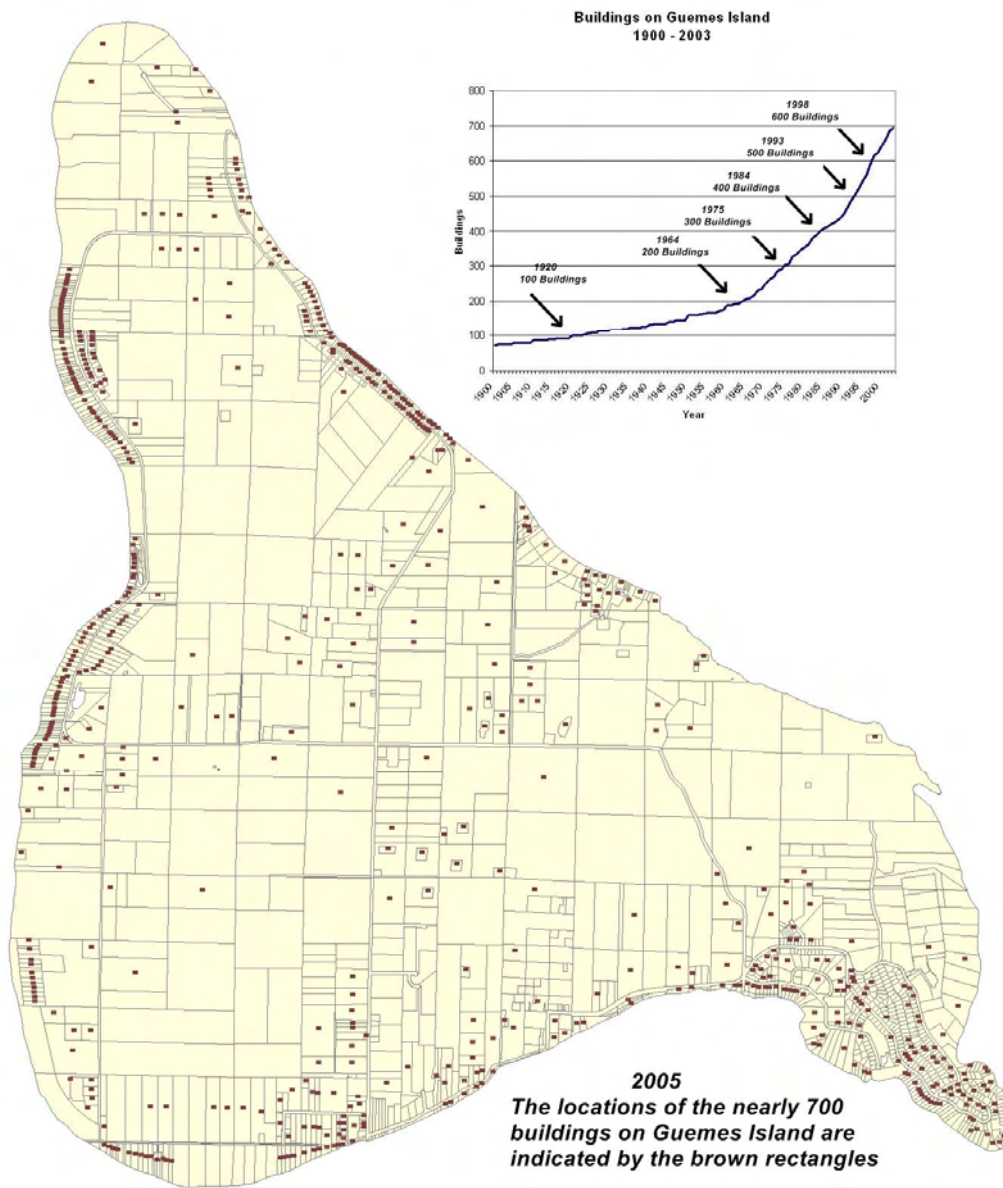 Buildings on Guemes Island
1900 - 2003
800
700
600
500
400
300
200
100
0
Buildings
1998
600 Buildings
1993
500 Buildings
1984
400 Buildings
1975
300 Buildings
1964
200 Buildings
1920
100 Buildings
1900
1905
1910
1915
1920
1925
1930
1935
1940
1945
1950
1955
1960
1965
1970
1975
1980
1985
1990
1995
2000
Year
2005
The locations of the nearly 700
buildings on Guemes Island are
indicated by the brown rectangles